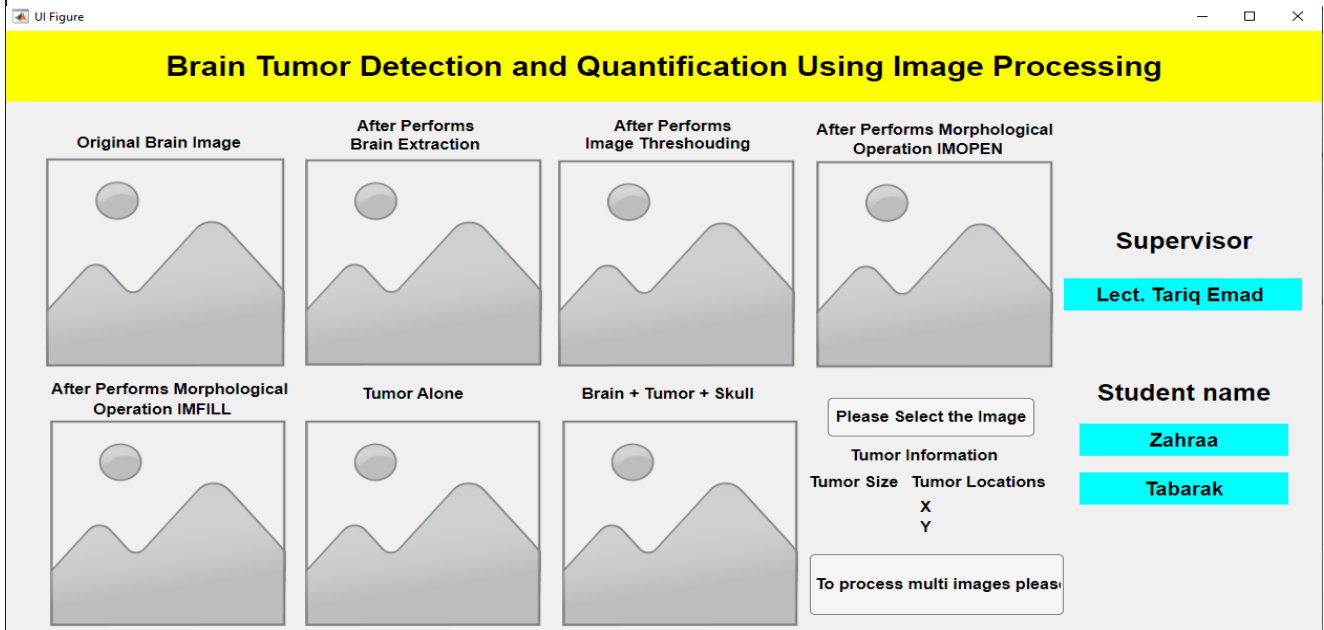 UI Figure
Brain Tumor Detection and Quantification Using Image Processing
Original Brain Image
After Performs
Brain Extraction
After Performs
Image Threshouding
After Performs Morphological
Operation IMOPEN
Supervisor
Lect. Tariq Emad
After Performs Morphological
Operation IMFILL
Tumor Alone
Brain + Tumor + Skull
Please Select the Image
Tumor Information
Tumor Size Tumor Locations
X
Y
To process multi images pleas
Student name
Zahraa
Tabarak